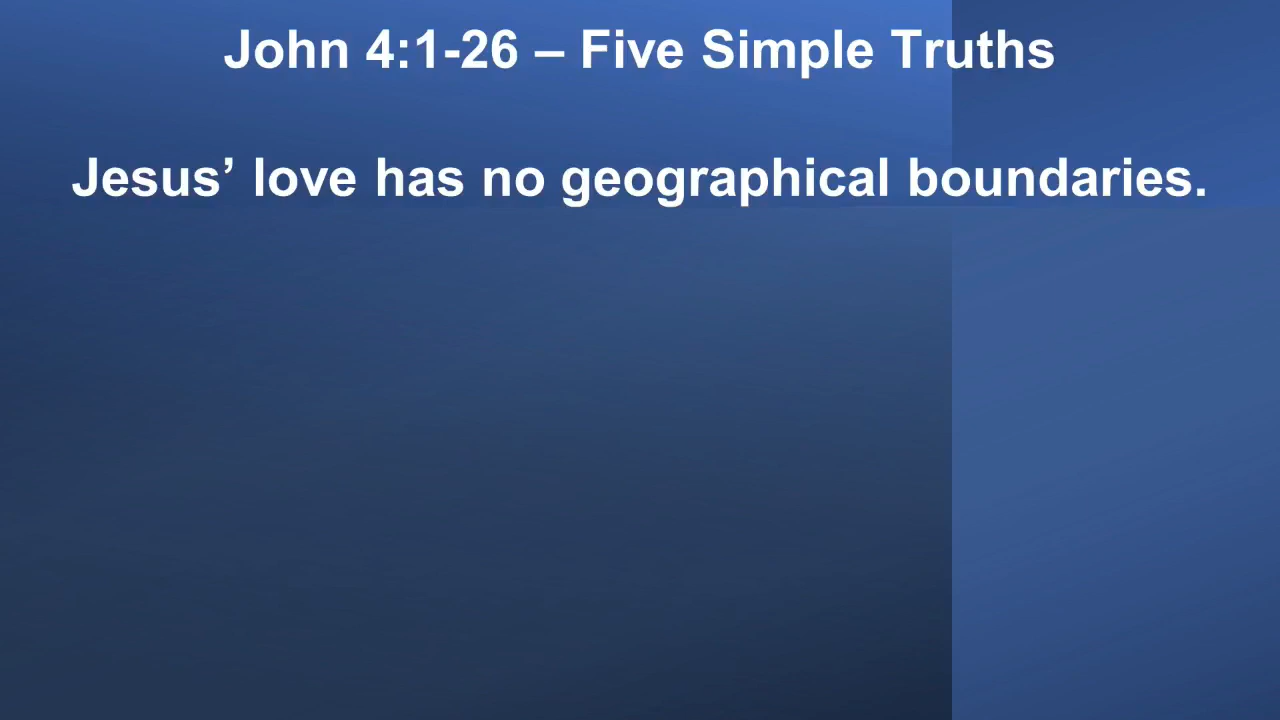 John 4:1-26 – Five Simple Truths
Jesus’ love has no geographical boundaries.